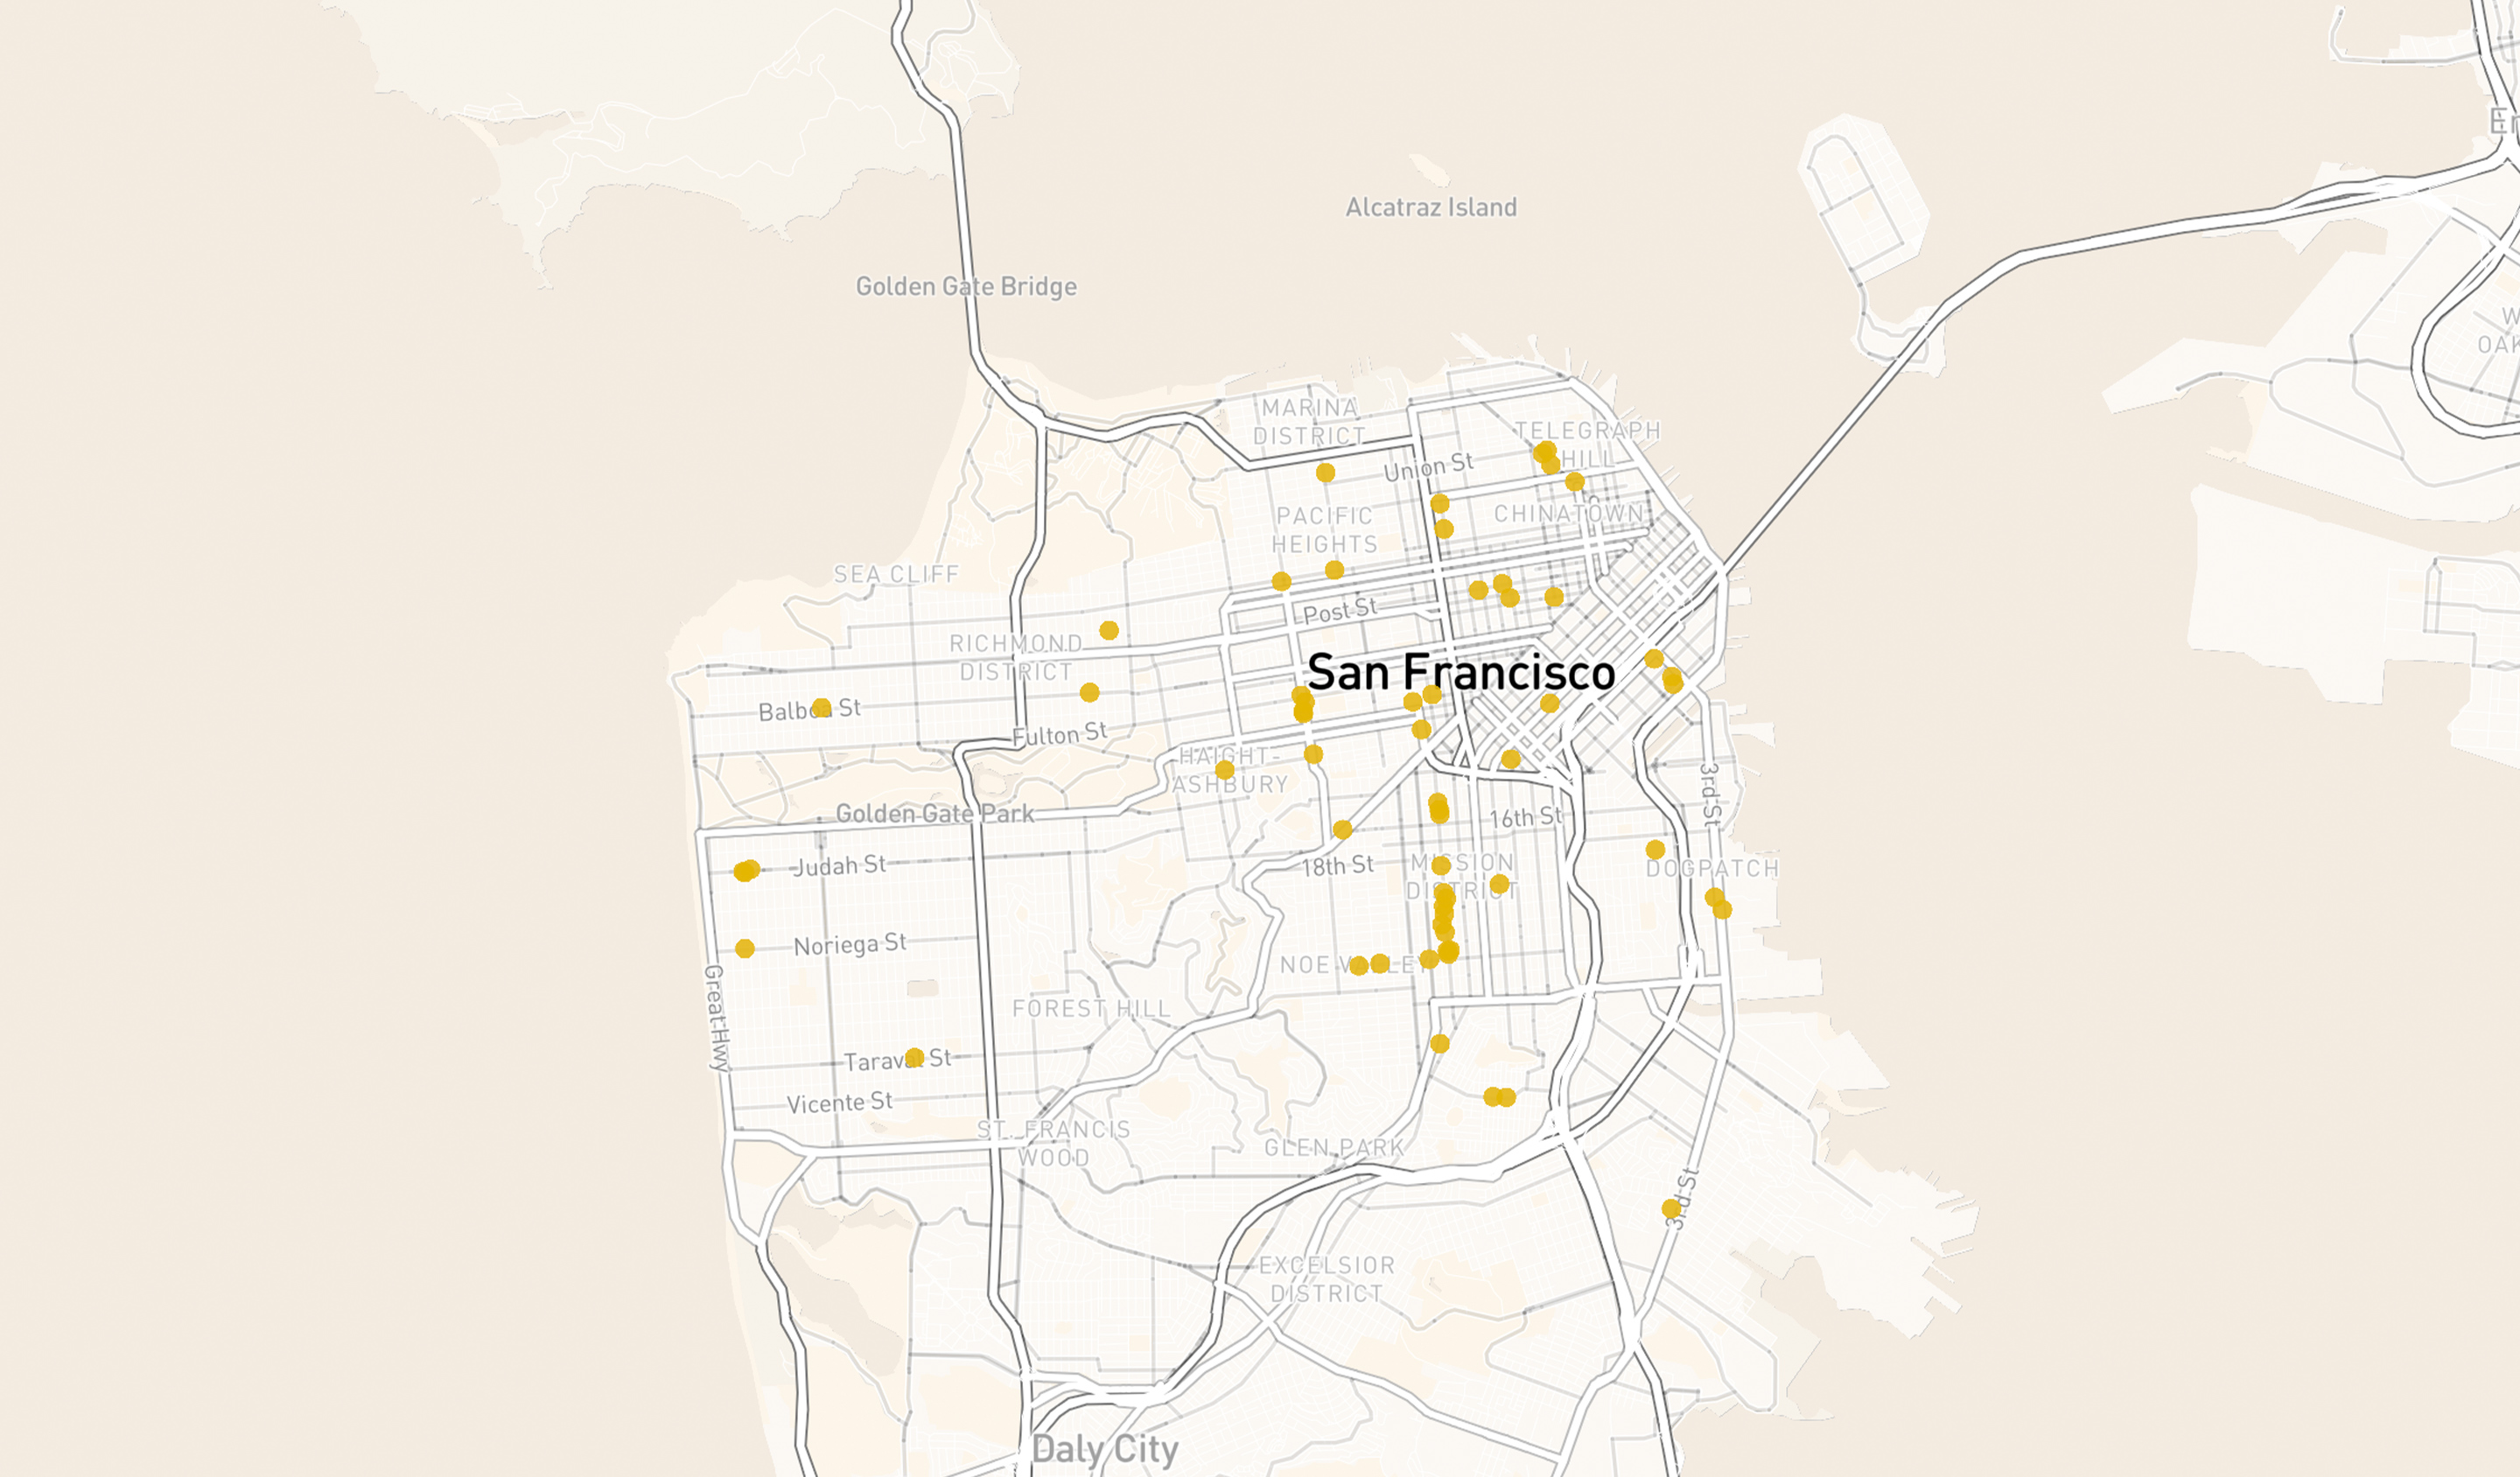 Er
Alcatraz Island
Golden Gate Bridge
W
OAK
MARINA
DISTRICT
TELEGRAPH
HILL
Union St
CHINATOWN
PACIFIC
HEIGHTS
SEA CLIFF
Post St
RICHMOND
DISTRICT
San Francisco
Balboa St
Fulton St
HAIGHT-
ASHBURY
3rd St
Golden Gate Park
16th St
Judah St
18th St
MISSION
DISTRICT
DOGPATCH
Noriega St
NOE VALLEY
Great Hwy
FOREST HILL
Taraval St
Vicente St
ST. FRANCIS
WOOD
GLEN PARK
3rd St
EXCELSIOR
DISTRICT
Daly City